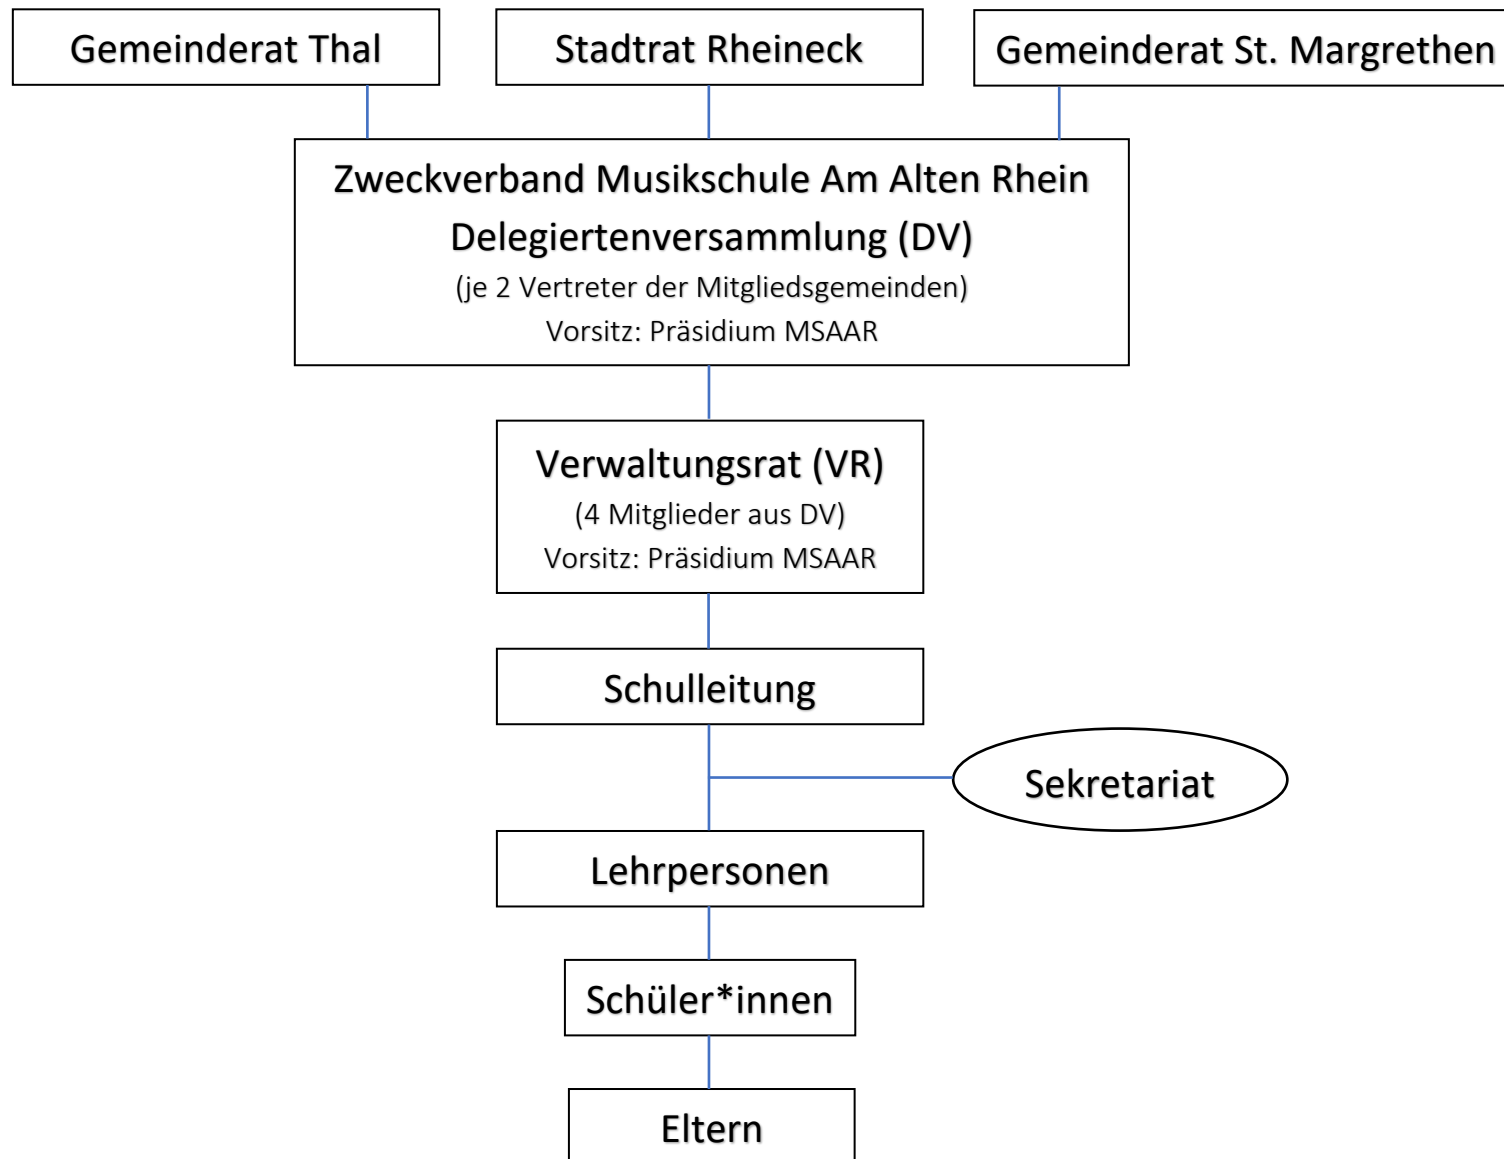 Gemeinderat Thal
Stadtrat Rheineck
Gemeinderat St. Margrethen
Zweckverband Musikschule Am Alten Rhein
Delegiertenversammlung (DV)
(je 2 Vertreter der Mitgliedsgemeinden)
Vorsitz: Präsidium MSAAR
Verwaltungsrat (VR)
(4 Mitglieder aus DV)
Vorsitz: Präsidium MSAAR
Schulleitung
Sekretariat
Lehrpersonen
Schüler*innen
Eltern